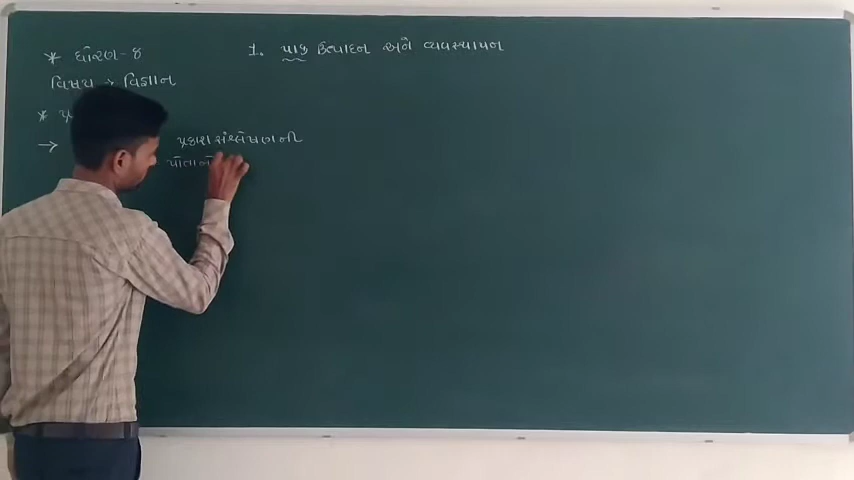 * ધોરણ-8
1. પાક ઉત્પાદન અને વ્યવસ્થાપન
વિષય → વિજ્ઞાન
*
→ પ્રકાશસંશ્લેષણની
પોતાને